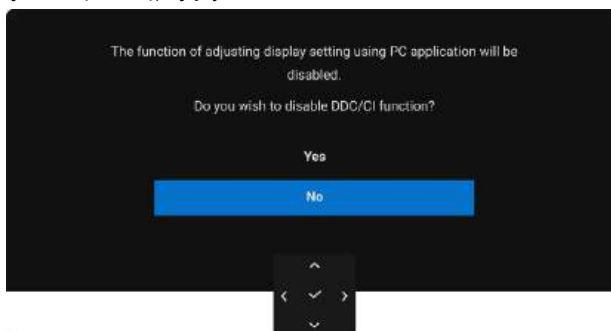 The function of adjusting display setting using PC application will be
disabled.
Do you wish to disable DDC/CI function?
Yes
No